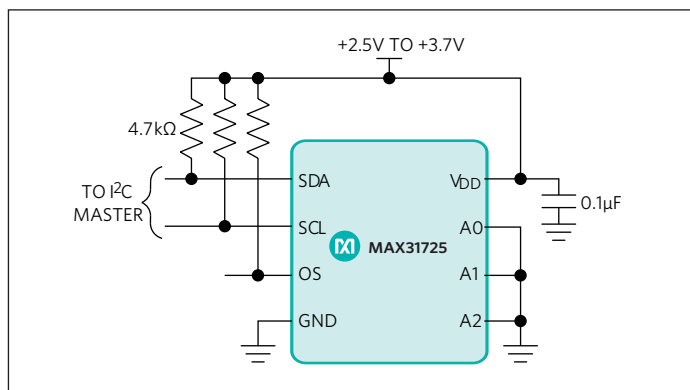 +2.5V TO +3.7V
4.7kΩ
TO I²C
MASTER
SDA
SCL
OS
GND
MAX31725
VDD
A0
A1
A2
0.1µF